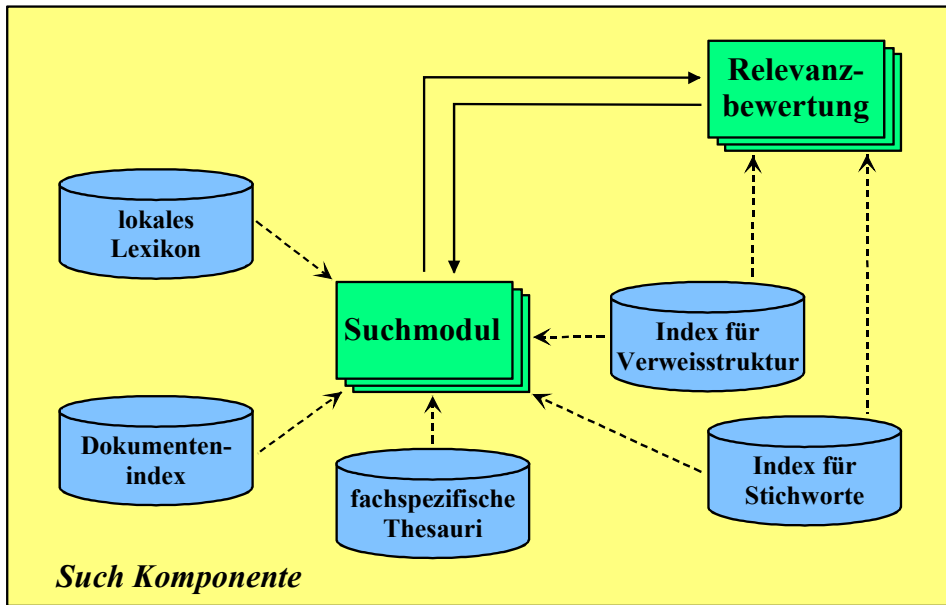 Relevanz-
bewertung
lokales
Lexikon
Suchmodul
Index für
Verweisstruktur
Dokumenten-
index
fachspezifische
Thesauri
Index für
Stichworte
Such Komponente